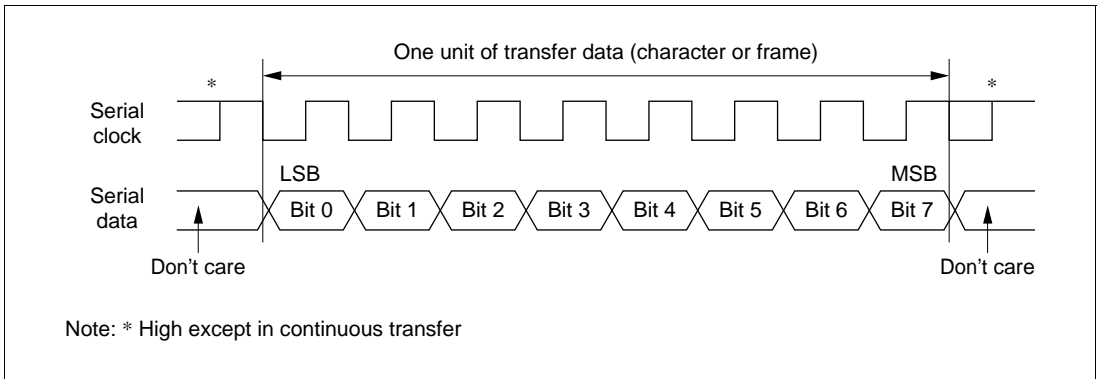 One unit of transfer data (character or frame)
* *
Serial
clock
LSB MSB
Serial
data
Bit 0 Bit 1 Bit 2 Bit 3 Bit 4 Bit 5 Bit 6 Bit 7
Don't care Don't care
Note: * High except in continuous transfer